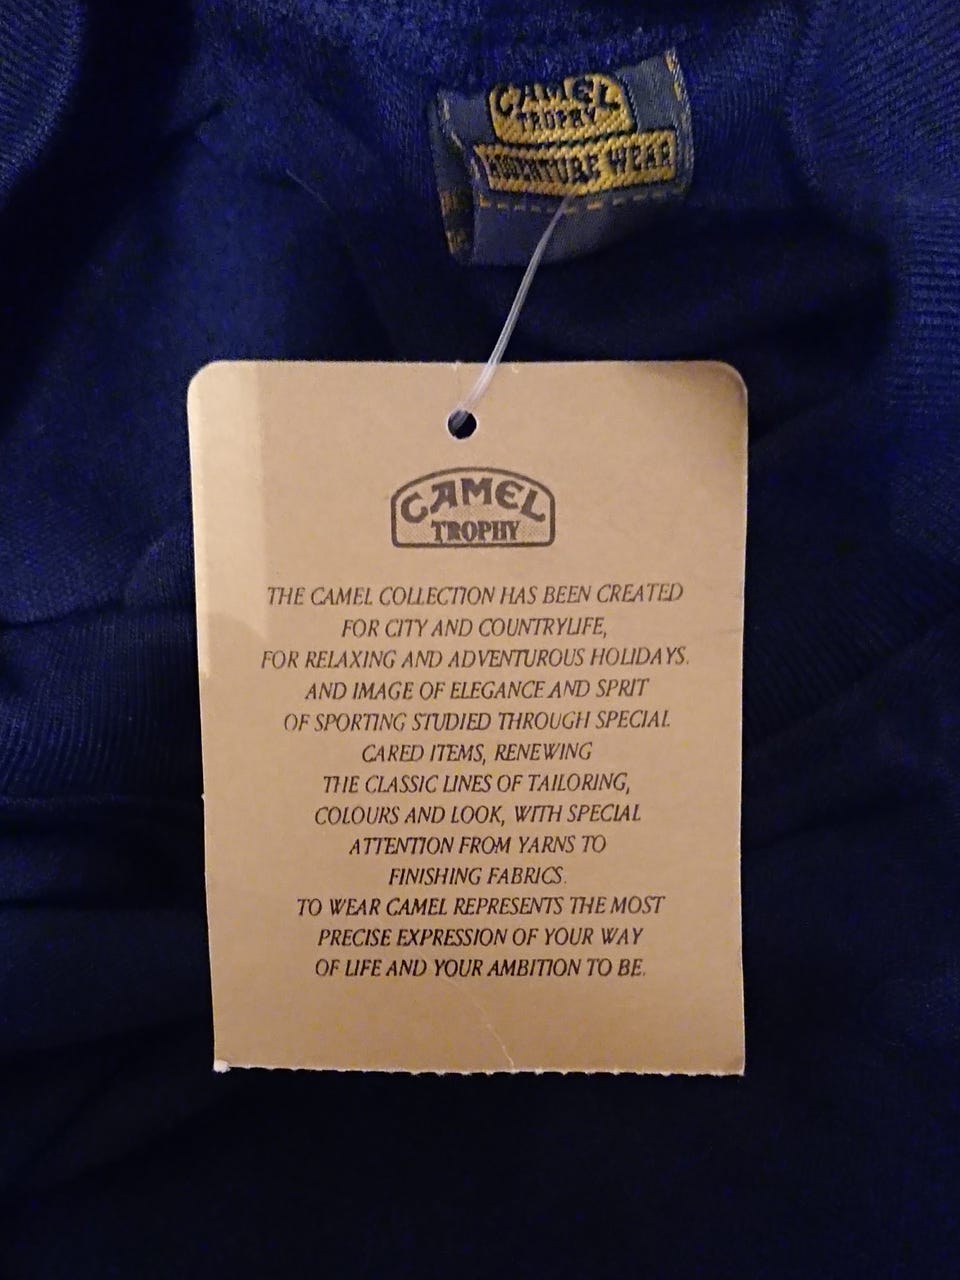 CAMEL
TROPHY
ADVENTURE WEAR
CAMEL
TROPHY
THE CAMEL COLLECTION HAS BEEN CREATED
FOR CITY AND COUNTRYLIFE,
FOR RELAXING AND ADVENTUROUS HOLIDAYS.
AND IMAGE OF ELEGANCE AND SPRIT
OF SPORTING STUDIED THROUGH SPECIAL
CARED ITEMS, RENEWING
THE CLASSIC LINES OF TAILORING,
COLOURS AND LOOK, WITH SPECIAL
ATTENTION FROM YARNS TO
FINISHING FABRICS.
TO WEAR CAMEL REPRESENTS THE MOST
PRECISE EXPRESSION OF YOUR WAY
OF LIFE AND YOUR AMBITION TO BE.